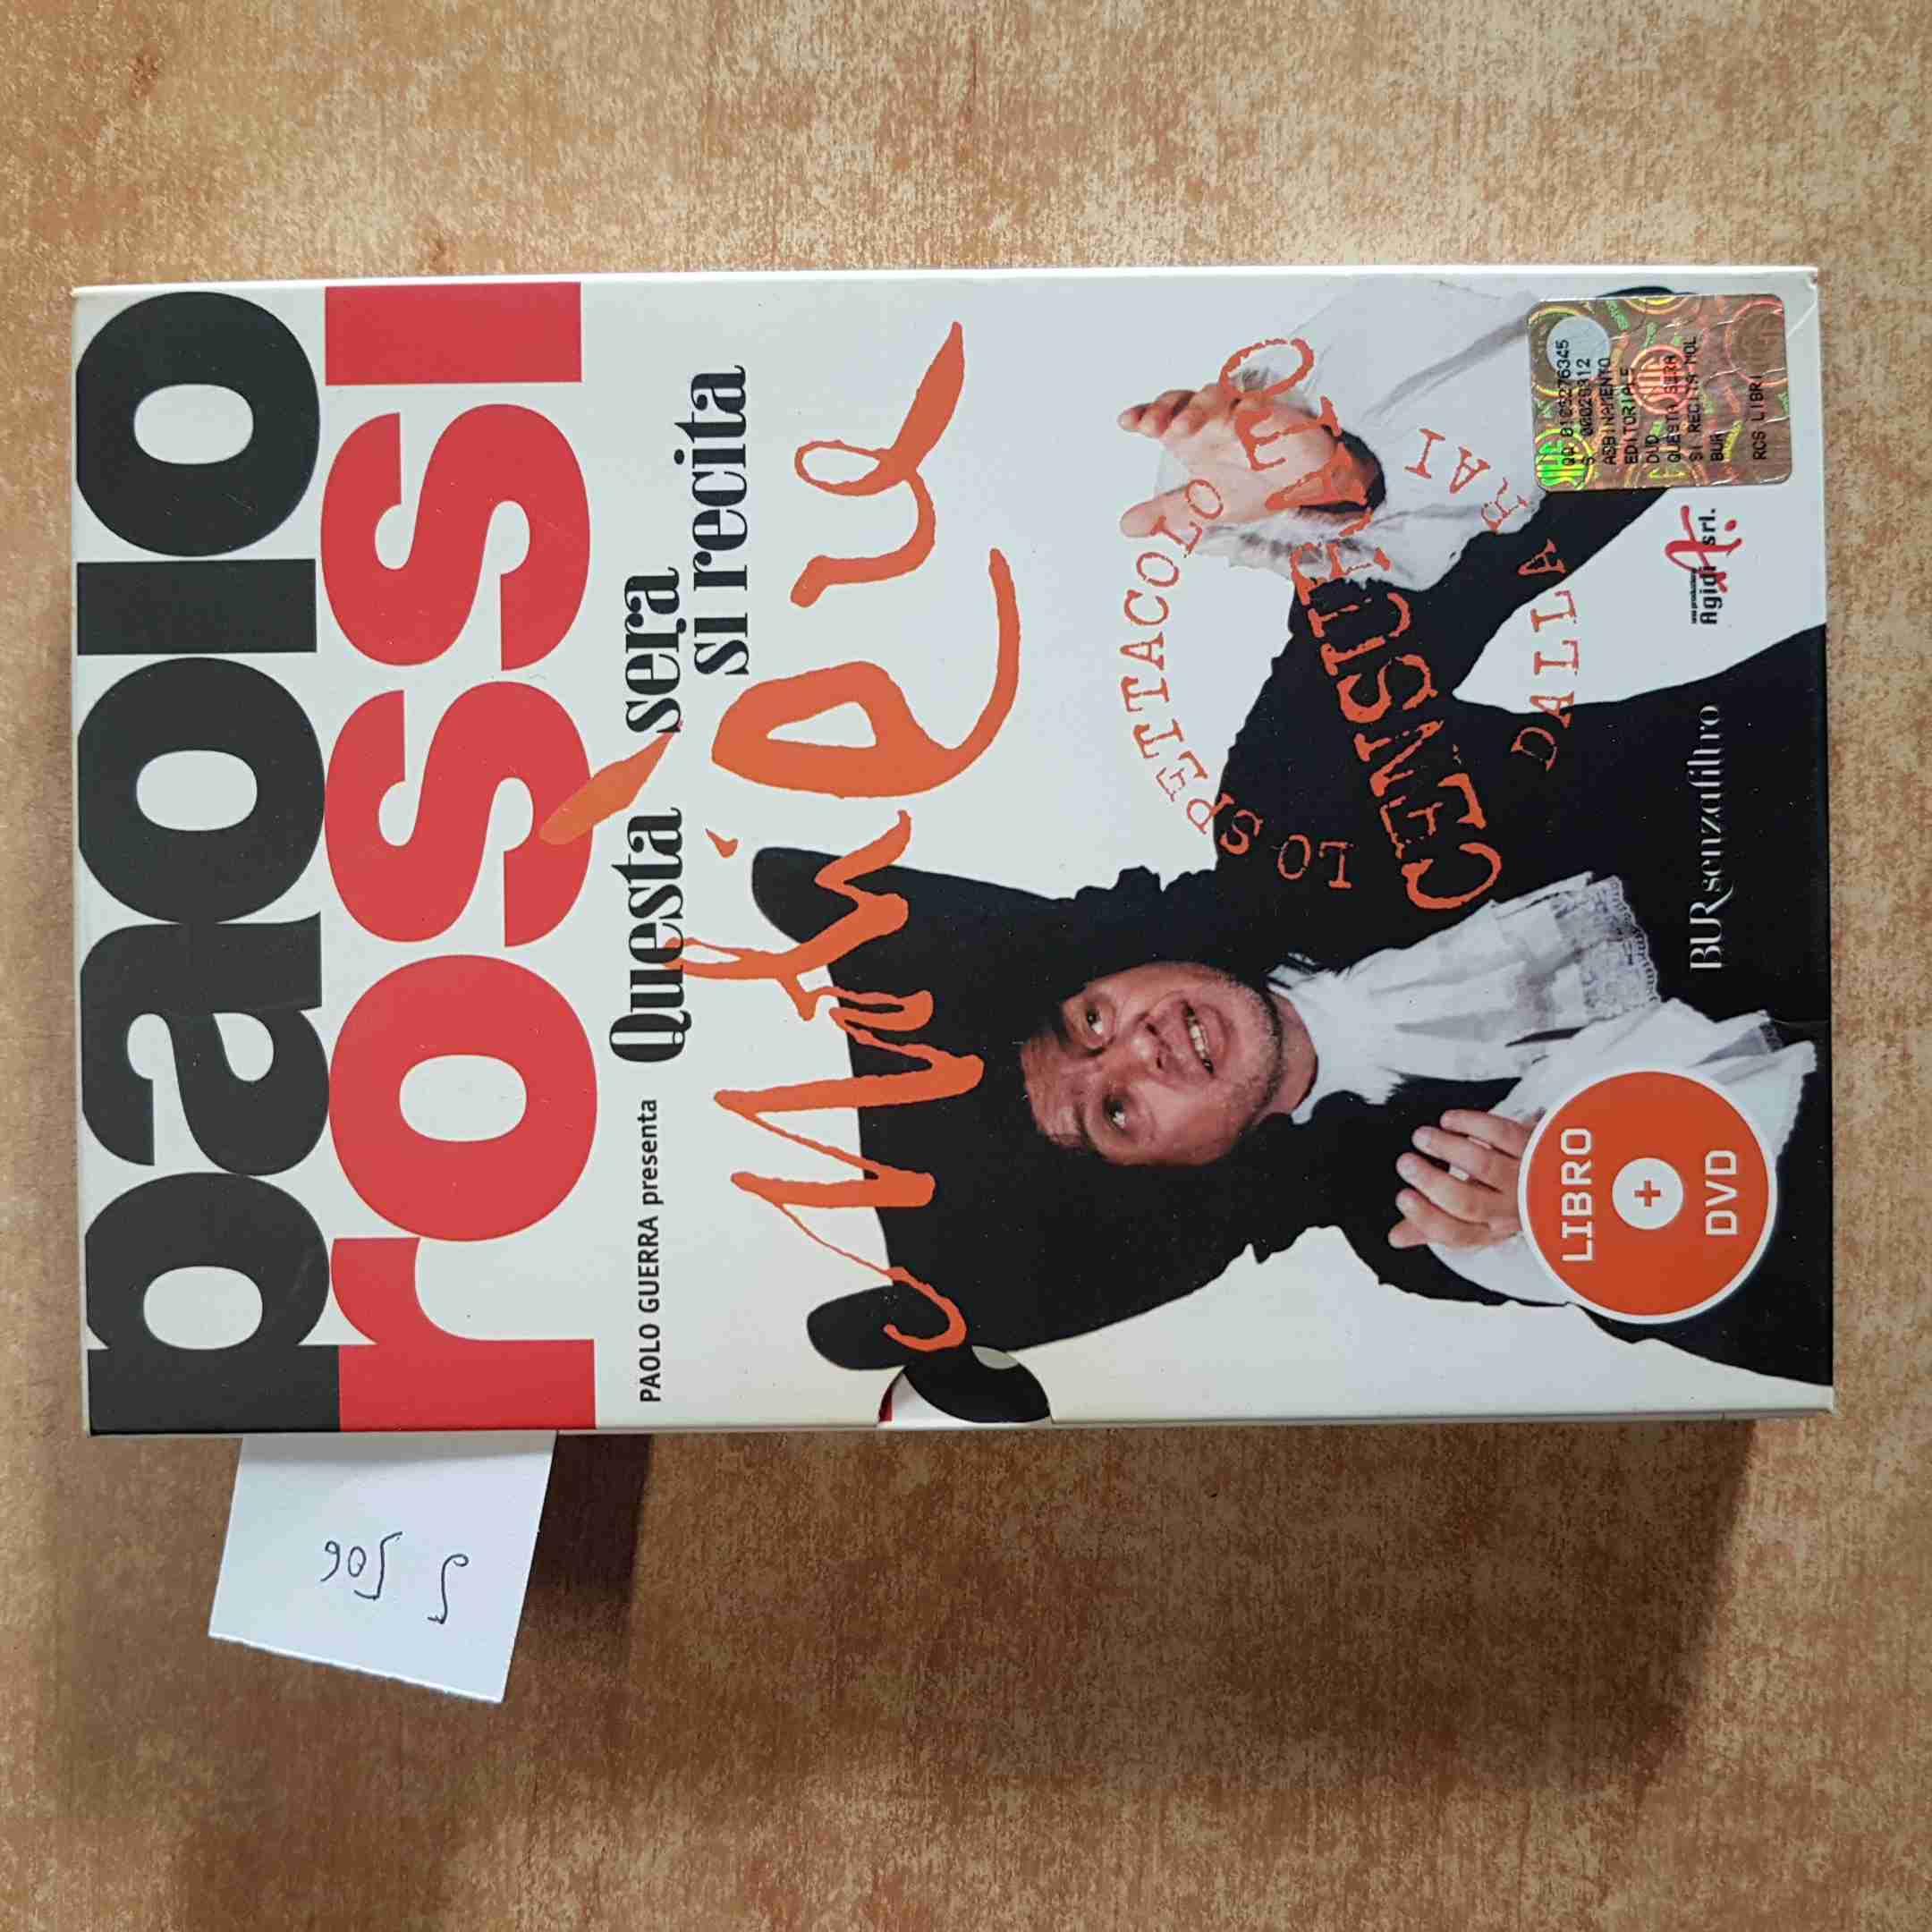 paolo
rossi
PAOLO GUERRA presenta
Questa sera
si recita
Molière
LO SPETTACOLO
CENSURATO
DALLA RAI
LIBRO
+
DVD
BURsenzafiltro
Agidi srl.
ABBINAMENTO
EDITORIALE
DVD
QUESTA SERA
SI RECITA MOL
BUR
RCS LIBRI